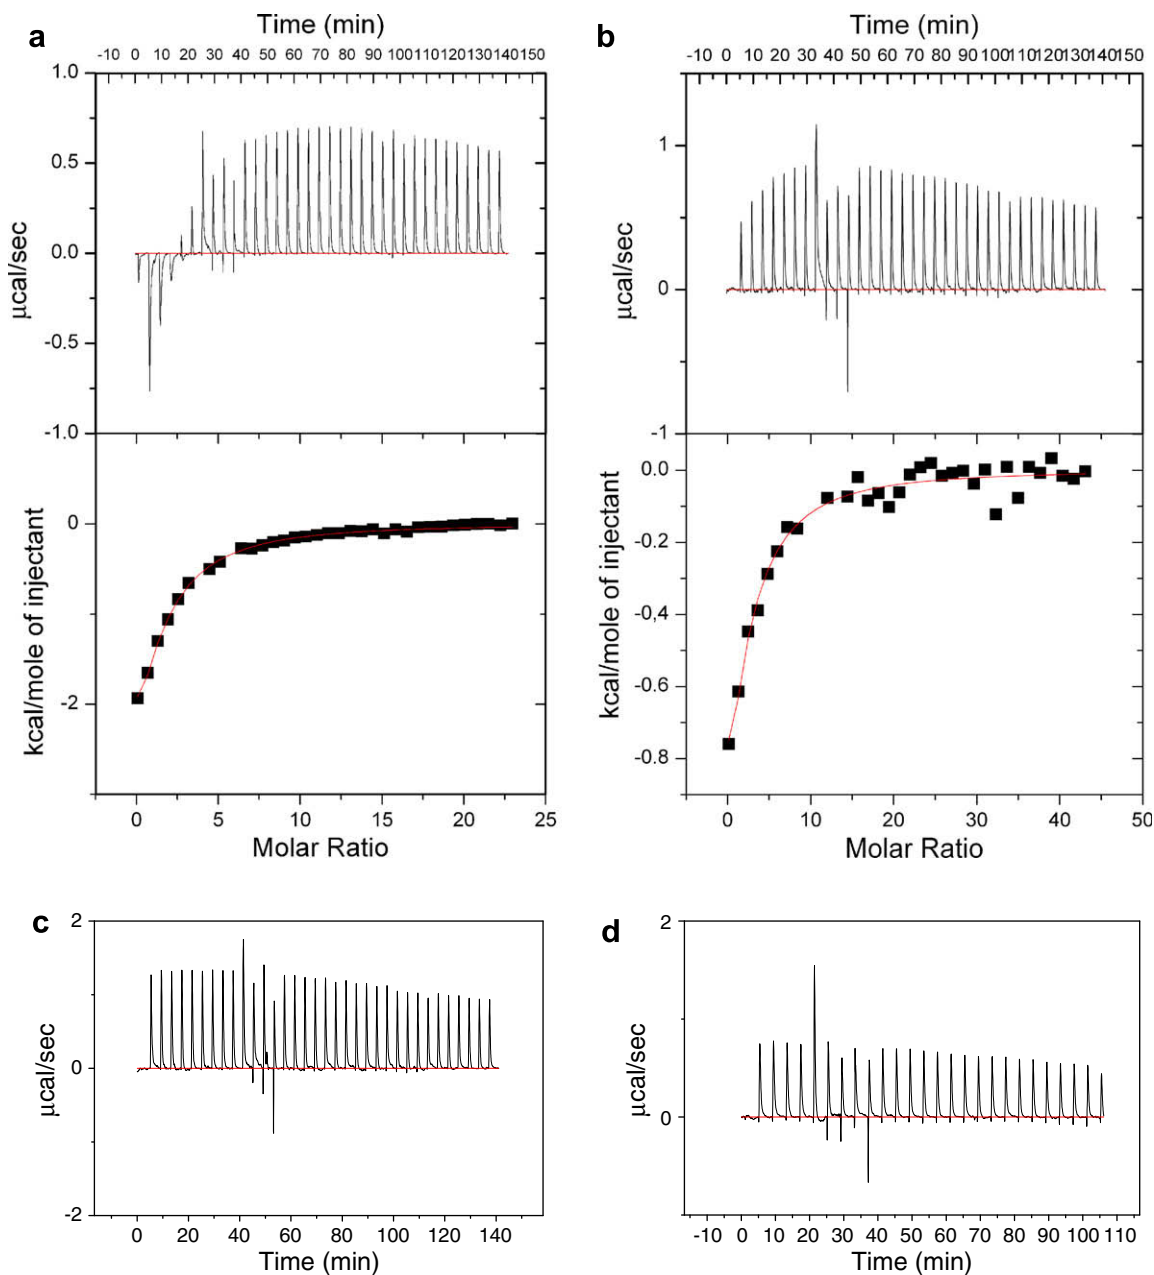 a
Time (min)
-10 0 10 20 30 40 50 60 70 80 90 100 110 120 130 140 150
1.0
0.5
0.0
-0.5
-1.0
µcal/sec
0
-2
kcal/mole of injectant
0 5 10 15 20 25
Molar Ratio
b
Time (min)
-10 0 10 20 30 40 50 60 70 80 90 100 110 120 130 140 150
1
0
-1
µcal/sec
0.0
-0.2
-0.4
-0.6
-0.8
kcal/mole of injectant
0 10 20 30 40 50
Molar Ratio
c
2
0
-2
µcal/sec
0 20 40 60 80 100 120 140
Time (min)
d
2
0
µcal/sec
-10 0 10 20 30 40 50 60 70 80 90 100 110
Time (min)